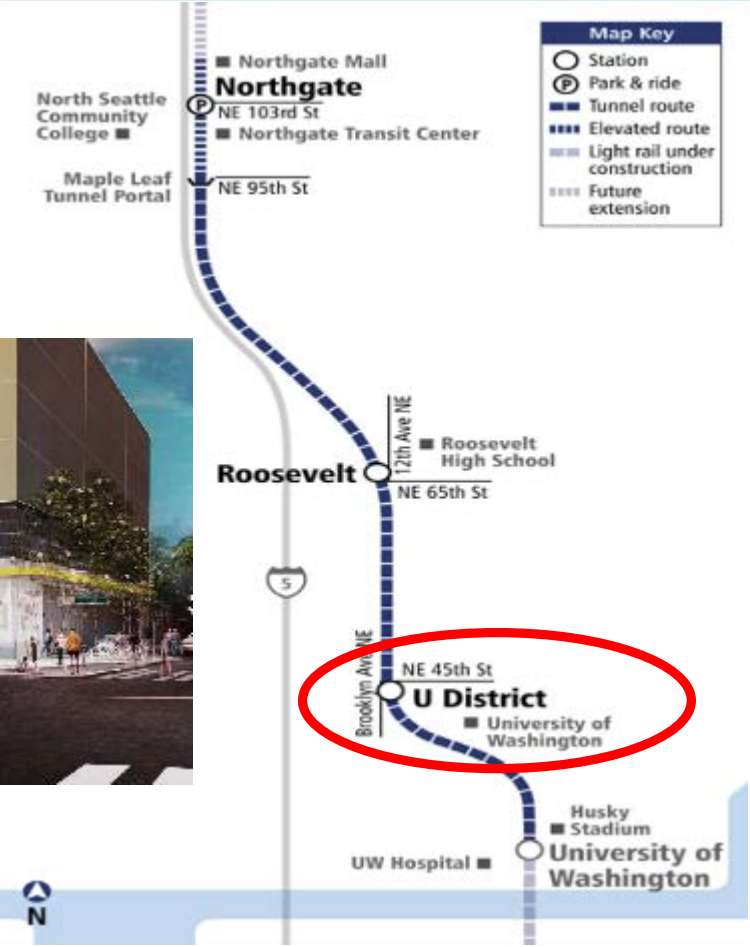 Map Key
Station
P Park & ride
Tunnel route
Elevated route
Light rail under
construction
Future
extension
Northgate Mall
Northgate
P
NE 103rd St
North Seattle
Community
College
Northgate Transit Center
Maple Leaf
Tunnel Portal
NE 95th St
12th Ave NE
Roosevelt
High School
Roosevelt
NE 65th St
5
Brooklyn Ave NE
NE 45th St
U District
University of
Washington
Husky
Stadium
University of
Washington
UW Hospital
N